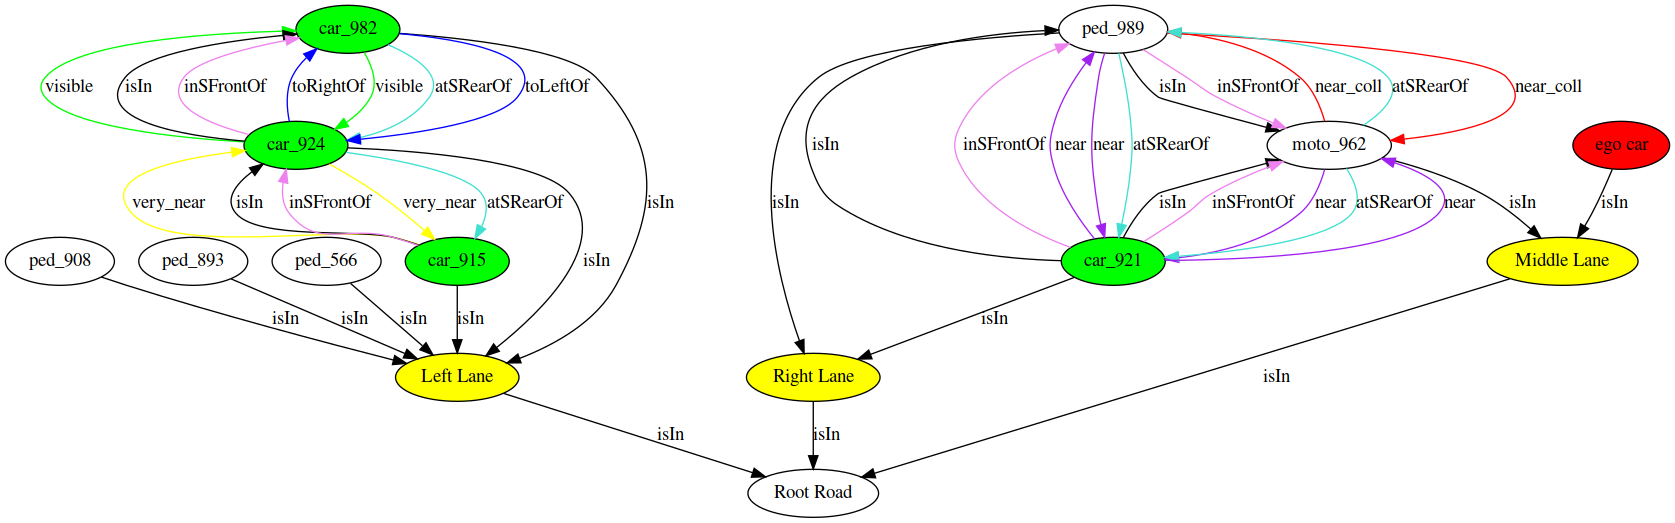 car_982
ped_989
visible
isIn
inSFrontOf
toRightOf
visible
atSRearOf
toLeftOf
isIn
inSFrontOf
near_coll
atSRearOf
near_coll
car_924
isIn
inSFrontOf
near
near
atSRearOf
moto_962
ego car
very_near
isIn
inSFrontOf
very_near
atSRearOf
isIn
isIn
isIn
inSFrontOf
near
atSRearOf
near
isIn
isIn
ped_908
ped_893
ped_566
car_915
isIn
car_921
Middle Lane
isIn
isIn
isIn
isIn
isIn
Left Lane
Right Lane
isIn
isIn
isIn
Root Road